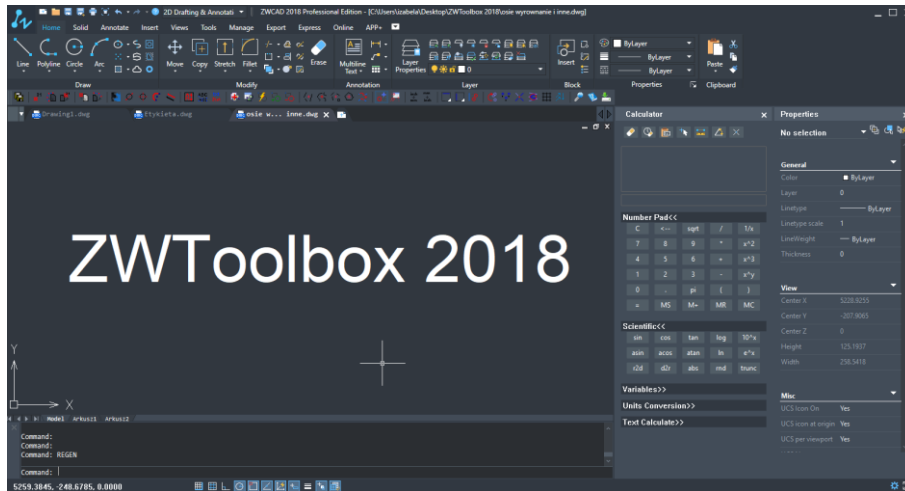 2D Drafting & Annotati
ZWCAD 2018 Professional Edition - [C:\Users\izabela\Desktop\ZWToolbox 2018\osie wyrownanie i inne.dwg]
Home Solid Annotate Insert Views Tools Manage Export Express Online APP+
Line Polyline Circle Arc Move Copy Stretch Fillet Erase Multiline Text Layer Properties Insert Paste
ByLayer
ByLayer
ByLayer
0
Draw Modify Annotation Layer Block Properties Clipboard
Drawing1.dwg Etykieta.dwg osie w... inne.dwg
ZWToolbox 2018
Y
X
Model Arkusz1 Arkusz2
Command:
Command:
Command: REGEN
Command:
5259.3845, -248.6785, 0.0000
Calculator
Number Pad<<
C <-- sqrt / 1/x
7 8 9 * x^2
4 5 6 + x^3
1 2 3 - x^y
0 . pi ( )
= MS M+ MR MC
Scientific<<
sin cos tan log 10^x
asin acos atan ln e^x
r2d d2r abs rnd trunc
Variables>>
Units Conversion>>
Text Calculate>>
Properties
No selection
General
Color ByLayer
Layer 0
Linetype ByLayer
Linetype scale 1
LineWeight ByLayer
Thickness 0
View
Center X 5228.9255
Center Y -207.9065
Center Z 0
Height 125.1937
Width 258.5418
Misc
UCS icon On Yes
UCS icon at origin Yes
UCS per viewport Yes